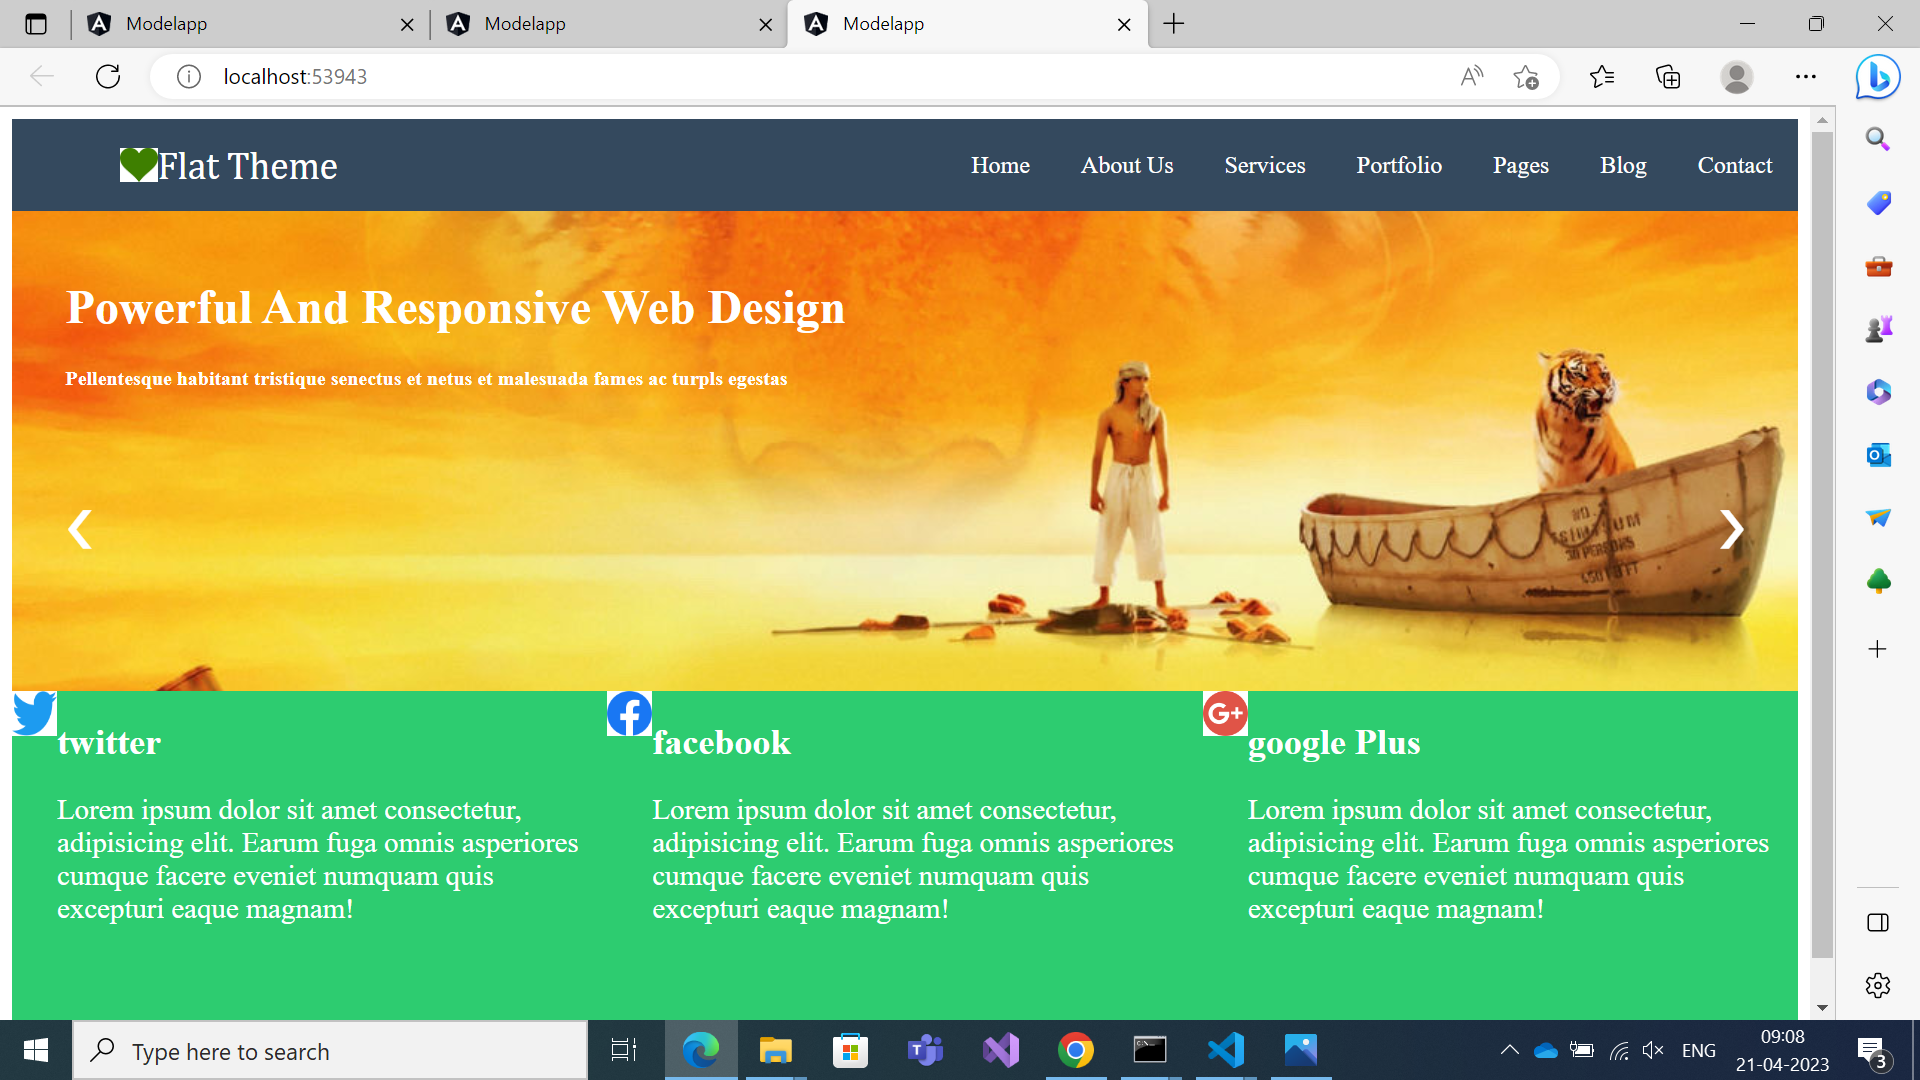 Modelapp
Modelapp
Modelapp
localhost:53943
Flat Theme
Home About Us Services Portfolio Pages Blog Contact
Powerful And Responsive Web Design
Pellentesque habitant tristique senectus et netus et malesuada fames ac turpls egestas
twitter
Lorem ipsum dolor sit amet consectetur,
adipisicing elit. Earum fuga omnis asperiores
cumque facere eveniet numquam quis
excepturi eaque magnam!
facebook
Lorem ipsum dolor sit amet consectetur,
adipisicing elit. Earum fuga omnis asperiores
cumque facere eveniet numquam quis
excepturi eaque magnam!
google Plus
Lorem ipsum dolor sit amet consectetur,
adipisicing elit. Earum fuga omnis asperiores
cumque facere eveniet numquam quis
excepturi eaque magnam!
Type here to search
ENG
09:08
21-04-2023
3